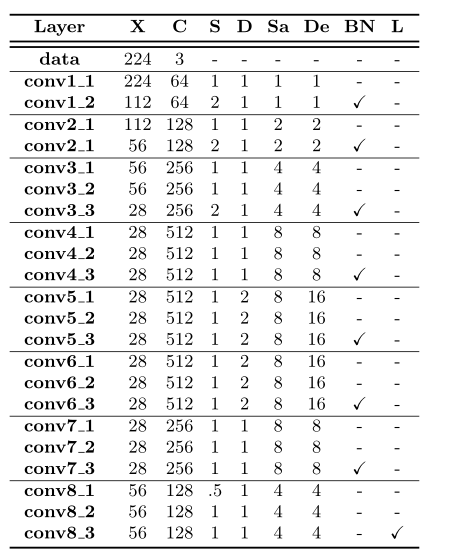 Layer X C S D Sa De BN L
data 224 3 - - - - - -
conv1_1 224 64 1 1 1 1 - -
conv1_2 112 64 2 1 1 1 ✓ -
conv2_1 112 128 1 1 2 2 - -
conv2_1 56 128 2 1 2 2 ✓ -
conv3_1 56 256 1 1 4 4 - -
conv3_2 56 256 1 1 4 4 - -
conv3_3 28 256 2 1 4 4 ✓ -
conv4_1 28 512 1 1 8 8 - -
conv4_2 28 512 1 1 8 8 - -
conv4_3 28 512 1 1 8 8 ✓ -
conv5_1 28 512 1 2 8 16 - -
conv5_2 28 512 1 2 8 16 - -
conv5_3 28 512 1 2 8 16 ✓ -
conv6_1 28 512 1 2 8 16 - -
conv6_2 28 512 1 2 8 16 - -
conv6_3 28 512 1 2 8 16 ✓ -
conv7_1 28 256 1 1 8 8 - -
conv7_2 28 256 1 1 8 8 - -
conv7_3 28 256 1 1 8 8 ✓ -
conv8_1 56 128 .5 1 4 4 - -
conv8_2 56 128 1 1 4 4 - -
conv8_3 56 128 1 1 4 4 - ✓